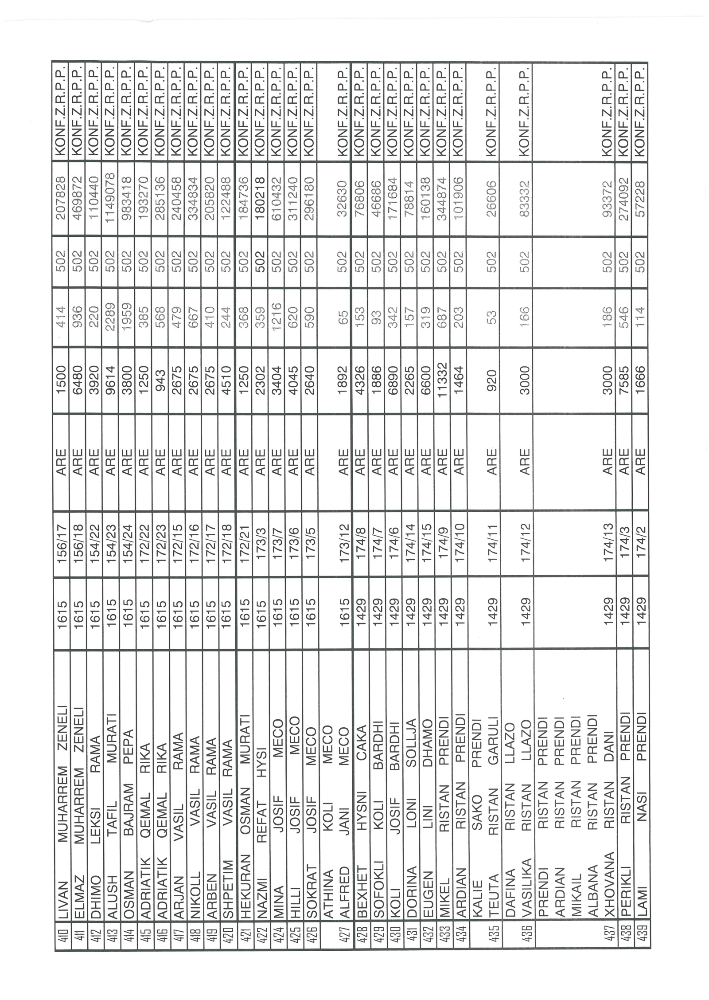 410 LIVAN MUHARREM ZENELI 1615 156/17 ARE 1500 414 502 207828 KONF.Z.R.P.P.
411 ELMAZ MUHARREM ZENELI 1615 156/18 ARE 6480 936 502 469872 KONF.Z.R.P.P.
412 DHIMO LEKSI RAMA 1615 154/22 ARE 3920 220 502 110440 KONF.Z.R.P.P.
413 ALUSH TAFIL MURATI 1615 154/23 ARE 9614 2289 502 1149078 KONF.Z.R.P.P.
414 OSMAN BAJRAM PEPA 1615 154/24 ARE 3800 1959 502 983418 KONF.Z.R.P.P.
415 ADRIATIK QEMAL RIKA 1615 172/22 ARE 1250 385 502 193270 KONF.Z.R.P.P.
416 ADRIATIK QEMAL RIKA 1615 172/23 ARE 943 568 502 285136 KONF.Z.R.P.P.
417 ARJAN VASIL RAMA 1615 172/15 ARE 2675 479 502 240458 KONF.Z.R.P.P.
418 NIKOLL VASIL RAMA 1615 172/16 ARE 2675 667 502 334834 KONF.Z.R.P.P.
419 ARBEN VASIL RAMA 1615 172/17 ARE 2675 410 502 205820 KONF.Z.R.P.P.
420 SHPETIM VASIL RAMA 1615 172/18 ARE 4510 244 502 122488 KONF.Z.R.P.P.
421 HEKURAN OSMAN MURATI 1615 172/21 ARE 1250 368 502 184736 KONF.Z.R.P.P.
422 NAZMI REFAT HYSI 1615 173/3 ARE 2302 359 502 180218 KONF.Z.R.P.P.
424 MINA JOSIF MECO 1615 173/7 ARE 3404 1216 502 610432 KONF.Z.R.P.P.
425 HILLI JOSIF MECO 1615 173/6 ARE 4045 620 502 311240 KONF.Z.R.P.P.
426 SOKRAT JOSIF MECO 1615 173/5 ARE 2640 590 502 296180 KONF.Z.R.P.P.
ATHINA KOLI MECO
427 ALFRED JANI MECO 1615 173/12 ARE 1892 65 502 32630 KONF.Z.R.P.P.
428 BEXHET HYSNI CAKA 1429 174/8 ARE 4326 153 502 76806 KONF.Z.R.P.P.
429 SOFOKLI KOLI BARDHI 1429 174/7 ARE 1886 93 502 46686 KONF.Z.R.P.P.
430 KOLI JOSIF BARDHI 1429 174/6 ARE 6890 342 502 171684 KONF.Z.R.P.P.
431 DORINA LONI SOLLJA 1429 174/14 ARE 2265 157 502 78814 KONF.Z.R.P.P.
432 EUGEN LINI DHAMO 1429 174/15 ARE 6600 319 502 160138 KONF.Z.R.P.P.
433 MIKEL RISTAN PRENDI 1429 174/9 ARE 11332 687 502 344874 KONF.Z.R.P.P.
434 ARDIAN RISTAN PRENDI 1429 174/10 ARE 1464 203 502 101906 KONF.Z.R.P.P.
KALIE SAKO PRENDI
435 TEUTA RISTAN GARULI 1429 174/11 ARE 920 53 502 26606 KONF.Z.R.P.P.
DAFINA RISTAN LLAZO
436 VASILIKA RISTAN LLAZO 1429 174/12 ARE 3000 166 502 83332 KONF.Z.R.P.P.
PRENDI RISTAN PRENDI
ARDIAN RISTAN PRENDI
MIKAIL RISTAN PRENDI
ALBANA RISTAN PRENDI
437 XHOVANA RISTAN DANI 1429 174/13 ARE 3000 186 502 93372 KONF.Z.R.P.P.
438 PERIKLI RISTAN PRENDI 1429 174/3 ARE 7585 546 502 274092 KONF.Z.R.P.P.
439 LAMI NASI PRENDI 1429 174/2 ARE 1666 114 502 57228 KONF.Z.R.P.P.